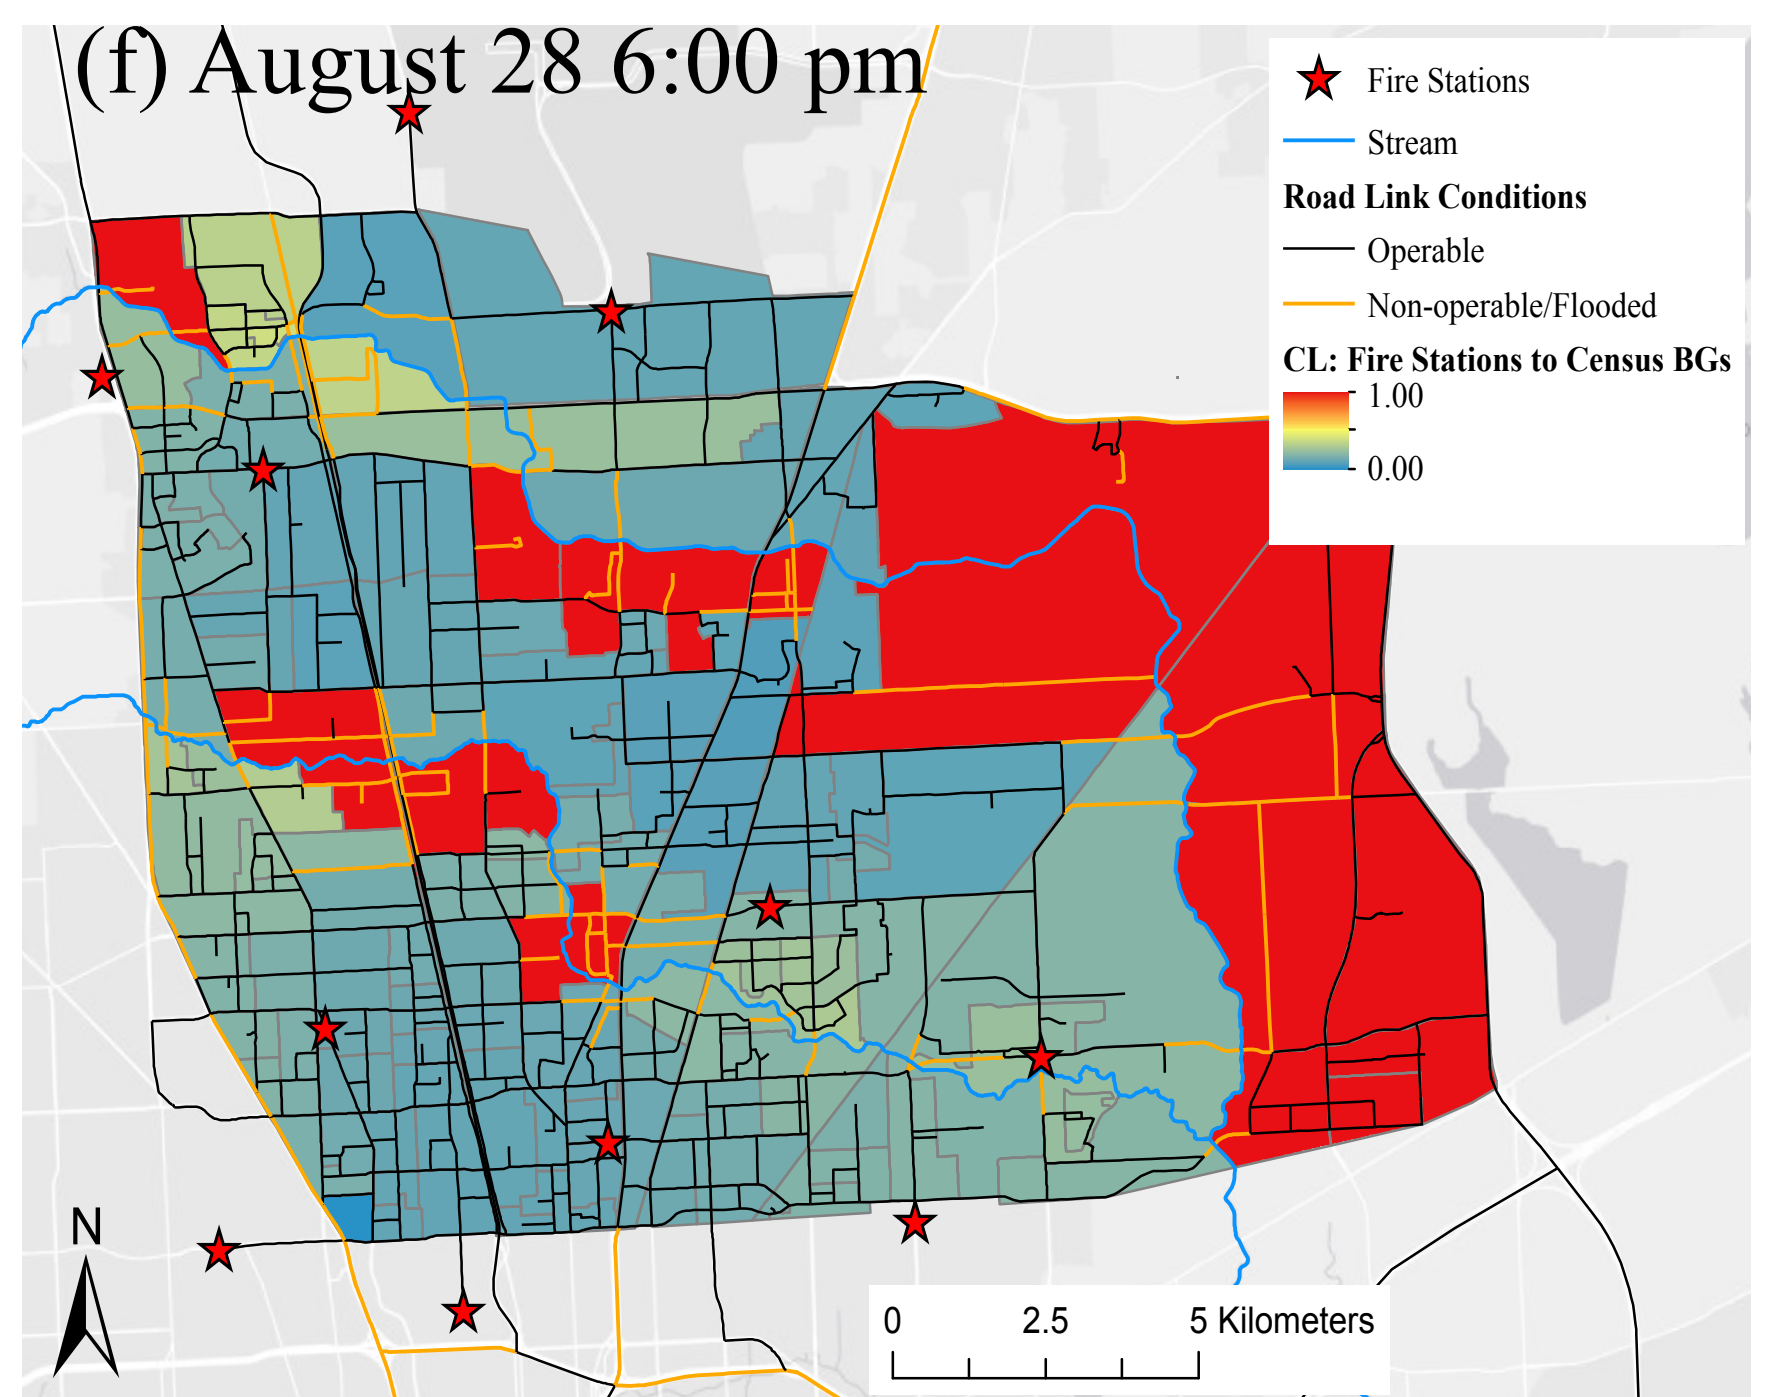 (f) August 28 6:00 pm
Fire Stations
Stream
Road Link Conditions
Operable
Non-operable/Flooded
CL: Fire Stations to Census BGs
1.00
0.00
N
0 2.5 5 Kilometers